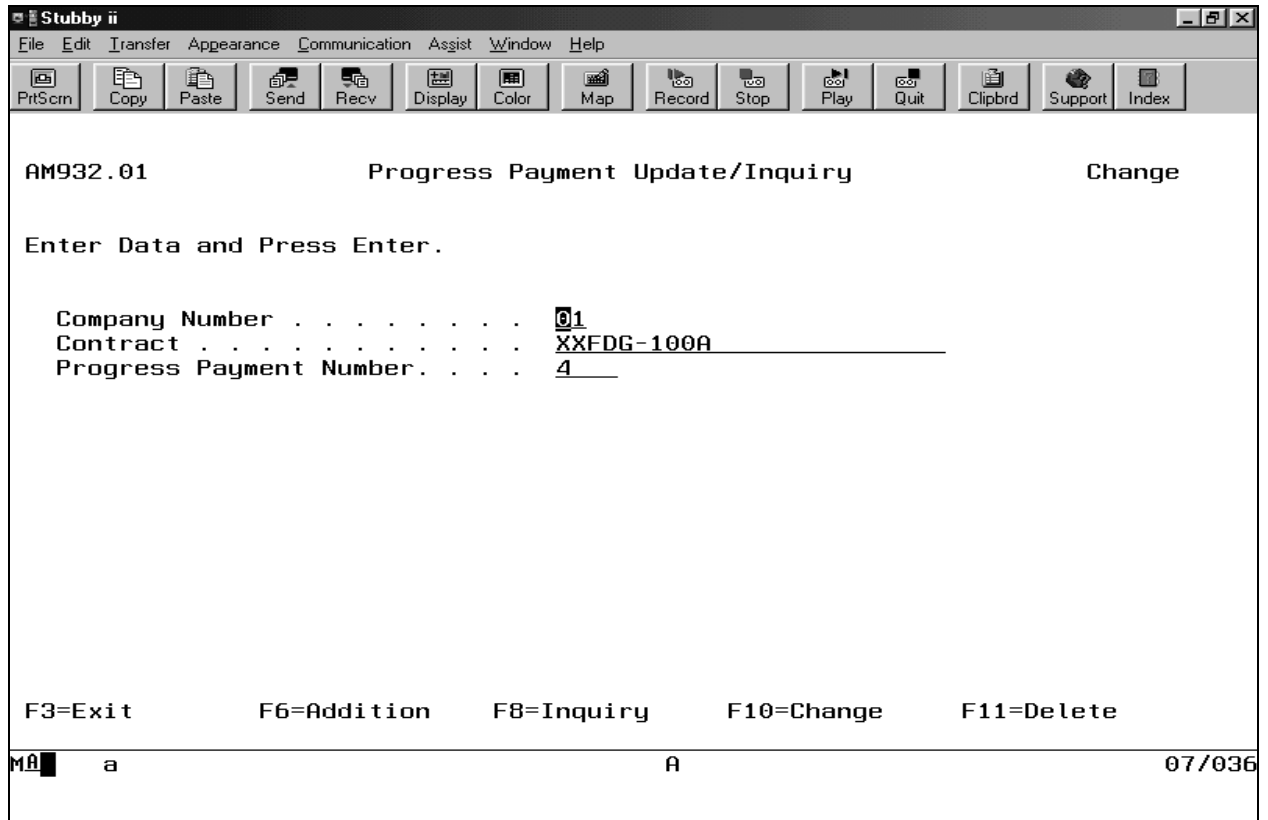 Stubby ii
File Edit Transfer Appearance Communication Assist Window Help
PrtScrn Copy Paste Send Recv Display Color Map Record Stop Play Quit Clipbrd Support Index
AM932.01 Progress Payment Update/Inquiry Change
Enter Data and Press Enter.
Company Number . . . . . . . . 01
Contract . . . . . . . . . . . XXFDG-100A
Progress Payment Number. . . . 4
F3=Exit F6=Addition F8=Inquiry F10=Change F11=Delete
MA a A 07/036